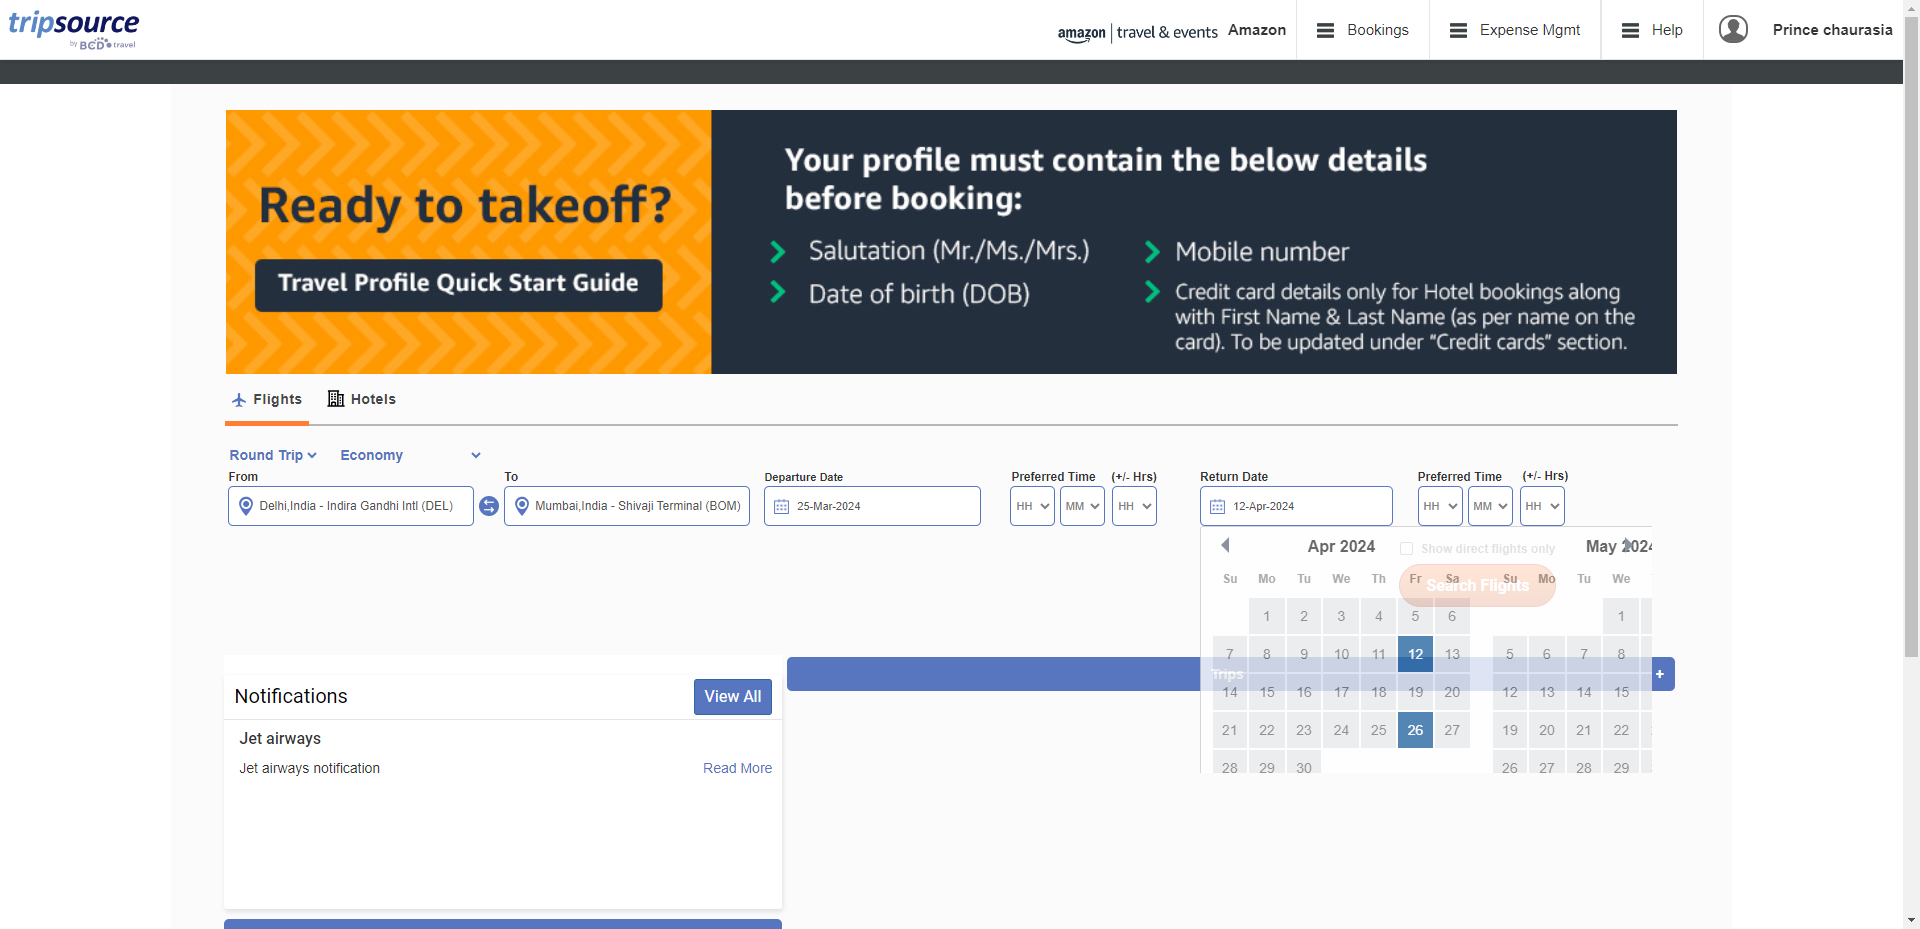 tripsource
by BCD travel
amazon | travel & events Amazon Bookings Expense Mgmt Help Prince chaurasia
Ready to takeoff?
Travel Profile Quick Start Guide
Your profile must contain the below details
before booking:
Salutation (Mr./Ms./Mrs.)
Date of birth (DOB)
Mobile number
Credit card details only for Hotel bookings along
with First Name & Last Name (as per name on the
card). To be updated under “Credit cards” section.
Flights Hotels
Round Trip Economy
From To Departure Date Preferred Time (+/- Hrs) Return Date Preferred Time (+/- Hrs)
Delhi,India - Indira Gandhi Intl (DEL) Mumbai,India - Shivaji Terminal (BOM) 25-Mar-2024 HH MM HH 12-Apr-2024 HH MM HH
Apr 2024 Show direct flights only May 2024
Su Mo Tu We Th Fr Sa Su Mo Tu We
Search Flights
1 2 3 4 5 6 1
7 8 9 10 11 12 13 5 6 7 8
Trips +
14 15 16 17 18 19 20 12 13 14 15
21 22 23 24 25 26 27 19 20 21 22
28 29 30 26 27 28 29
Notifications View All
Jet airways
Jet airways notification Read More